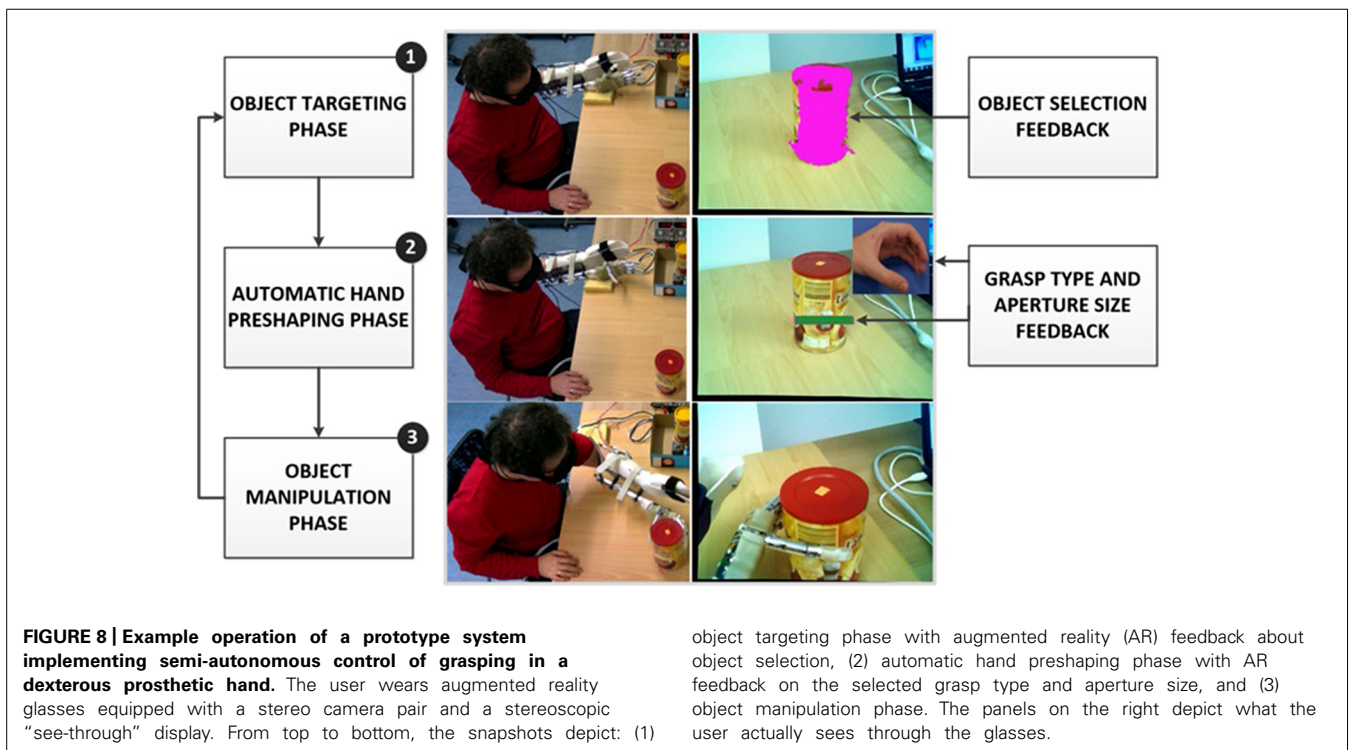 1
OBJECT TARGETING
PHASE
2
AUTOMATIC HAND
PRESHAPING PHASE
3
OBJECT
MANIPULATION
PHASE
OBJECT SELECTION
FEEDBACK
GRASP TYPE AND
APERTURE SIZE
FEEDBACK
FIGURE 8 | Example operation of a prototype system
implementing semi-autonomous control of grasping in a
dexterous prosthetic hand. The user wears augmented reality
glasses equipped with a stereo camera pair and a stereoscopic
“see-through” display. From top to bottom, the snapshots depict: (1)
object targeting phase with augmented reality (AR) feedback about
object selection, (2) automatic hand preshaping phase with AR
feedback on the selected grasp type and aperture size, and (3)
object manipulation phase. The panels on the right depict what the
user actually sees through the glasses.